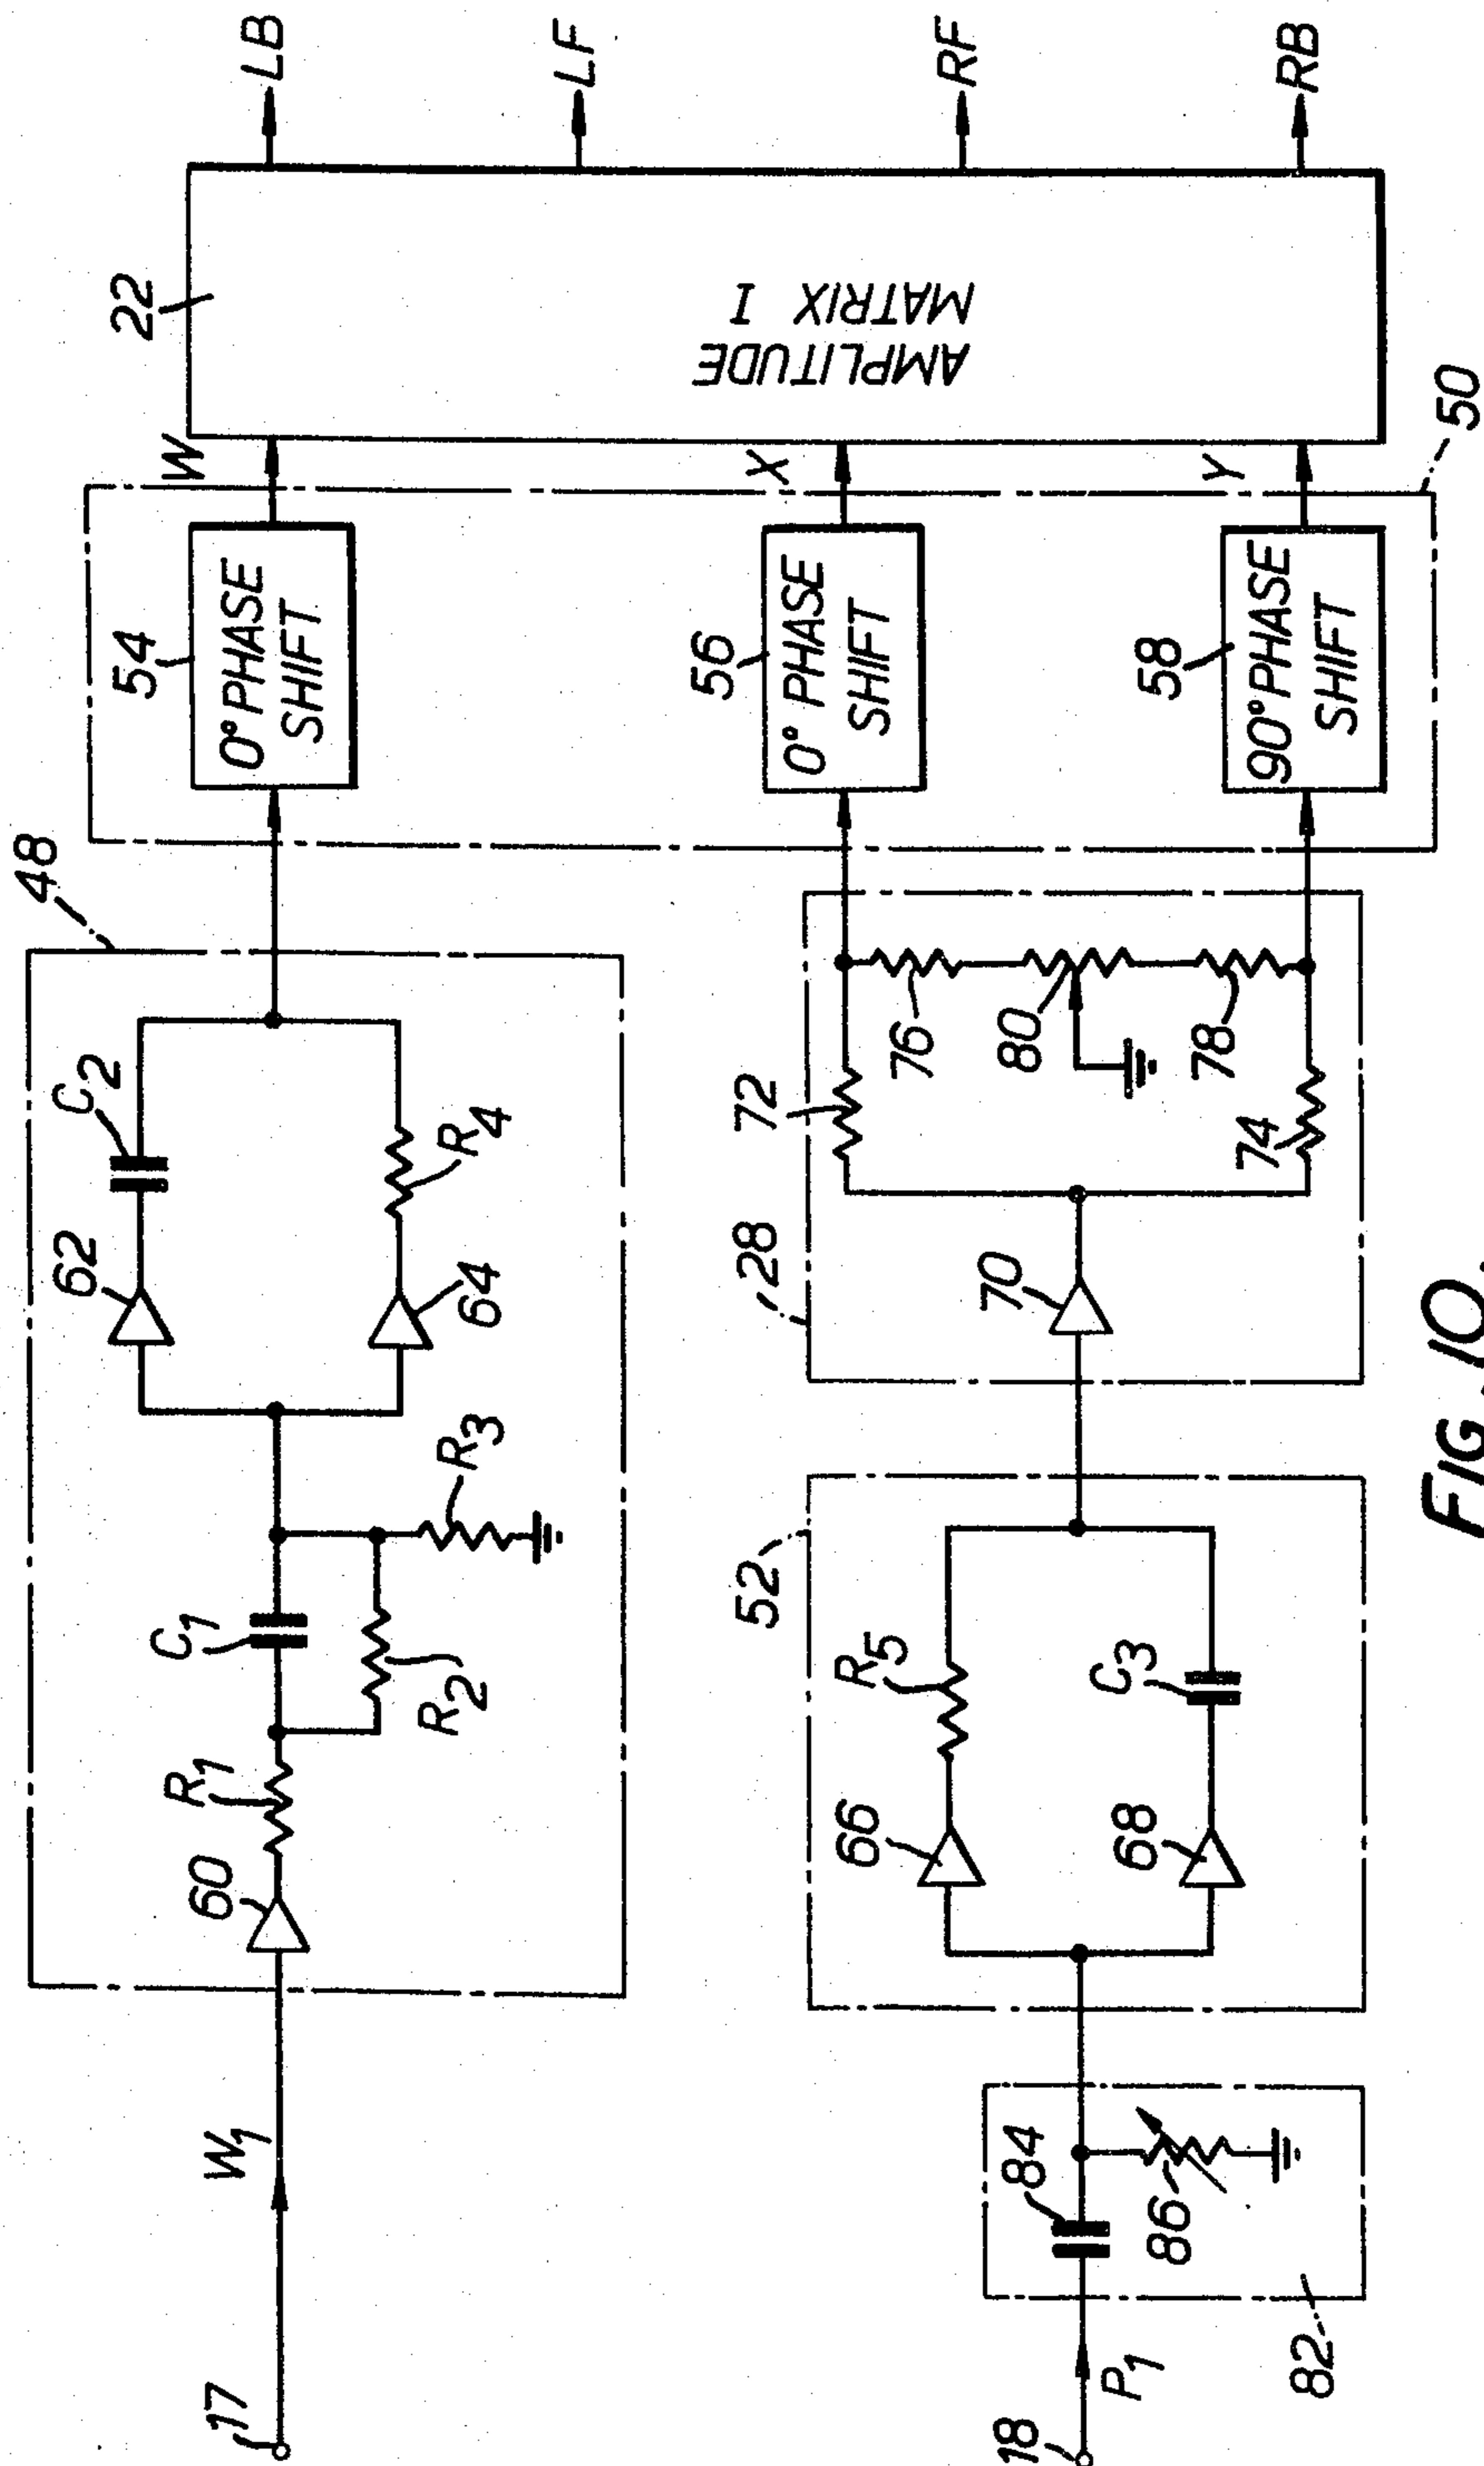 17
W1
48
60
R1
C1
R2
R3
62
C2
64
R4
50
54
0° PHASE
SHIFT
W
22
AMPLITUDE
MATRIX I
LB
LF
RF
RB
56
0° PHASE
SHIFT
X
58
90° PHASE
SHIFT
Y
18
P1
82
84
86
52
66
R5
68
C3
28
70
72
74
76
80
78
FIG. 10.